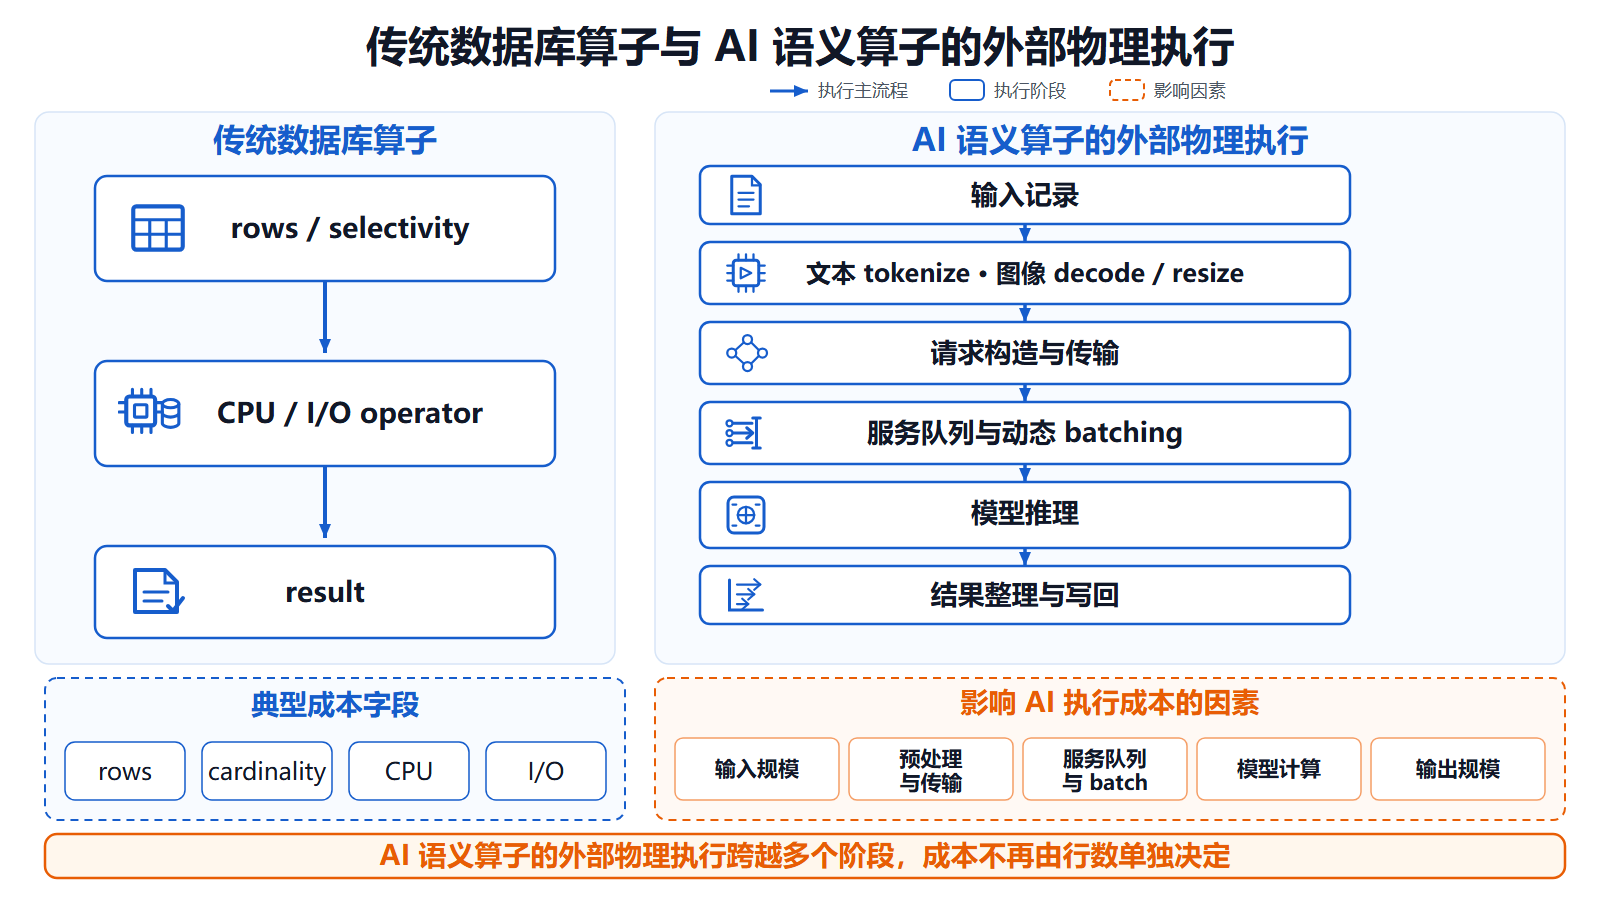 传统数据库算子与 AI 语义算子的外部物理执行
执行主流程
执行阶段
影响因素
传统数据库算子
rows / selectivity
CPU / I/O operator
result
AI 语义算子的外部物理执行
输入记录
文本 tokenize • 图像 decode / resize
请求构造与传输
服务队列与动态 batching
模型推理
结果整理与写回
典型成本字段
rows
cardinality
CPU
I/O
影响 AI 执行成本的因素
输入规模
预处理
与传输
服务队列
与 batch
模型计算
输出规模
AI 语义算子的外部物理执行跨越多个阶段，成本不再由行数单独决定